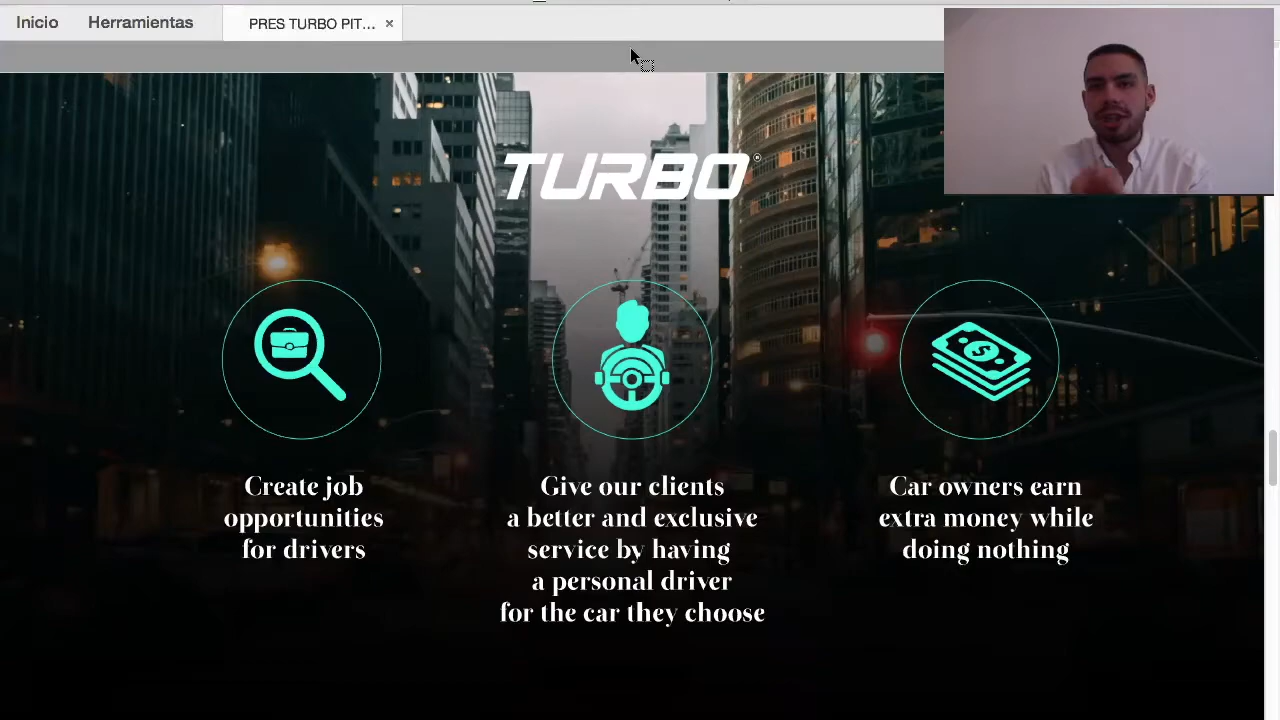 Inicio Herramientas PRES TURBO PIT... ×
TURBO®
Create job
opportunities
for drivers
Give our clients
a better and exclusive
service by having
a personal driver
for the car they choose
Car owners earn
extra money while
doing nothing